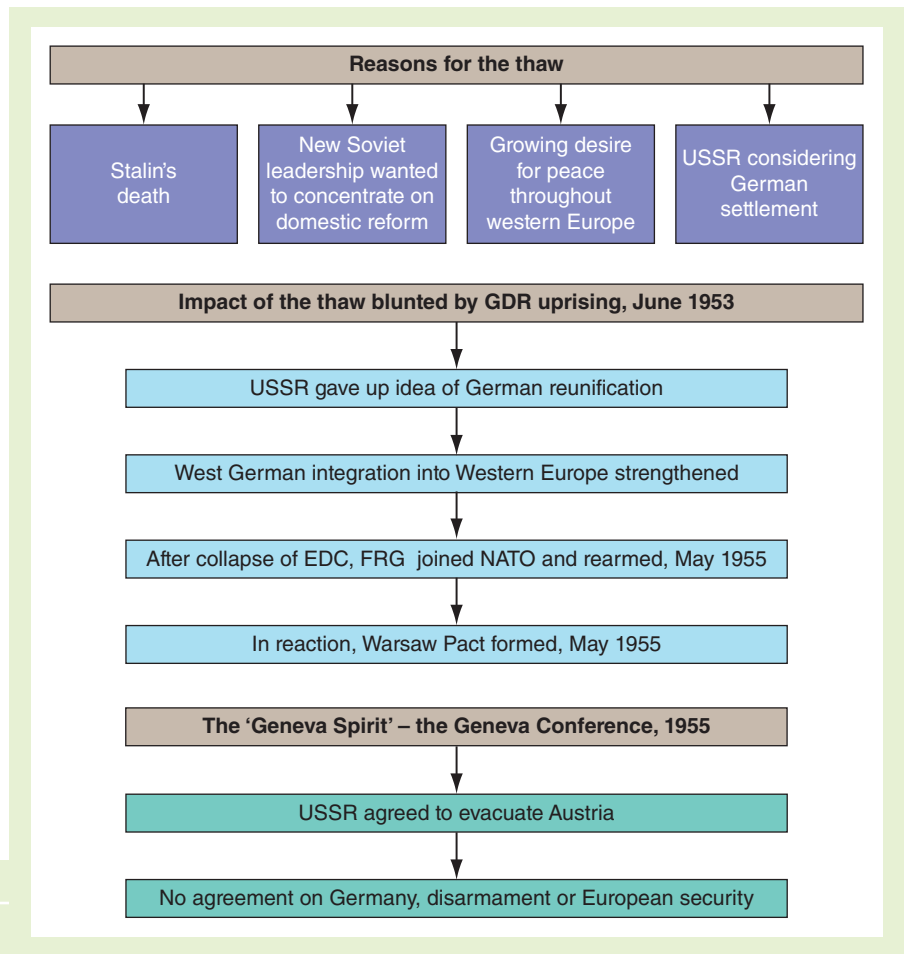 Reasons for the thaw
Stalin's
death
New Soviet
leadership wanted
to concentrate on
domestic reform
Growing desire
for peace
throughout
western Europe
USSR considering
German
settlement
Impact of the thaw blunted by GDR uprising, June 1953
USSR gave up idea of German reunification
West German integration into Western Europe strengthened
After collapse of EDC, FRG joined NATO and rearmed, May 1955
In reaction, Warsaw Pact formed, May 1955
The ‘Geneva Spirit’ – the Geneva Conference, 1955
USSR agreed to evacuate Austria
No agreement on Germany, disarmament or European security